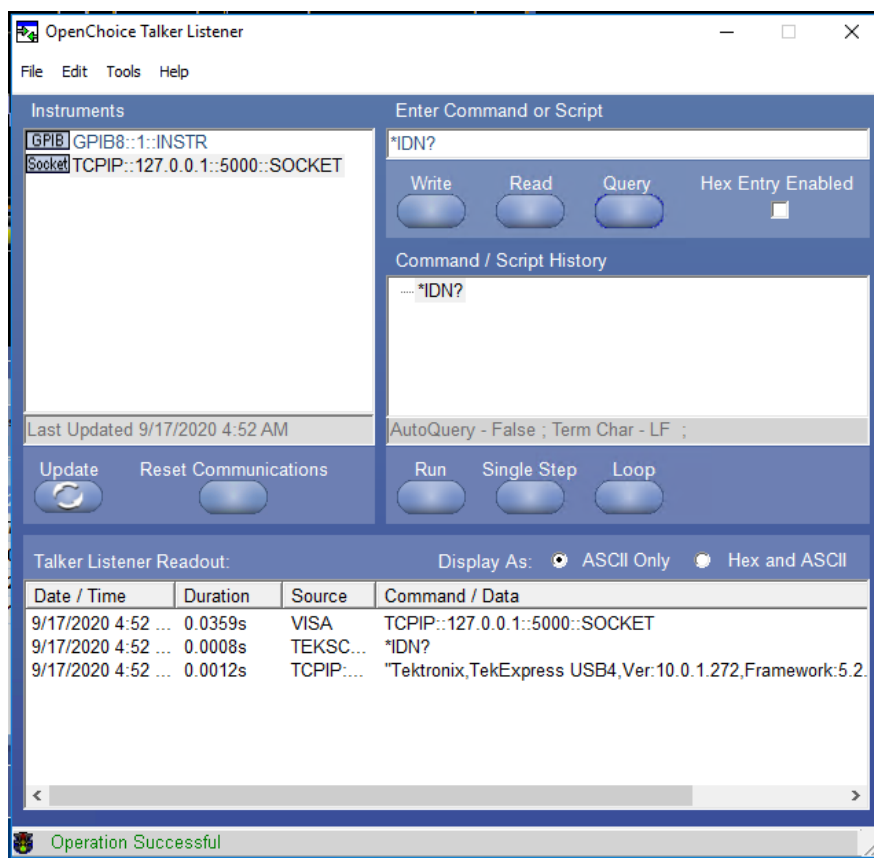 OpenChoice Talker Listener
File Edit Tools Help
Instruments
GPIB GPIB8::1::INSTR
Socket TCPIP::127.0.0.1::5000::SOCKET
Last Updated 9/17/2020 4:52 AM
Update Reset Communications
Enter Command or Script
*IDN?
Write Read Query Hex Entry Enabled
Command / Script History
*IDN?
AutoQuery - False ; Term Char - LF ;
Run Single Step Loop
Talker Listener Readout: Display As: ASCII Only Hex and ASCII
Date / Time Duration Source Command / Data
9/17/2020 4:52 ... 0.0359s VISA TCPIP::127.0.0.1::5000::SOCKET
9/17/2020 4:52 ... 0.0008s TEKSC... *IDN?
9/17/2020 4:52 ... 0.0012s TCPIP:... "Tektronix,TekExpress USB4,Ver:10.0.1.272,Framework:5.2.
Operation Successful